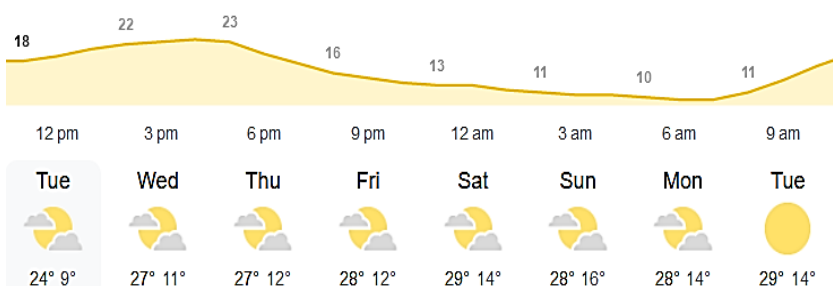 18 22 23 16 13 11 10 11
12 pm 3 pm 6 pm 9 pm 12 am 3 am 6 am 9 am
Tue Wed Thu Fri Sat Sun Mon Tue
24° 9° 27° 11° 27° 12° 28° 12° 29° 14° 28° 16° 28° 14° 29° 14°